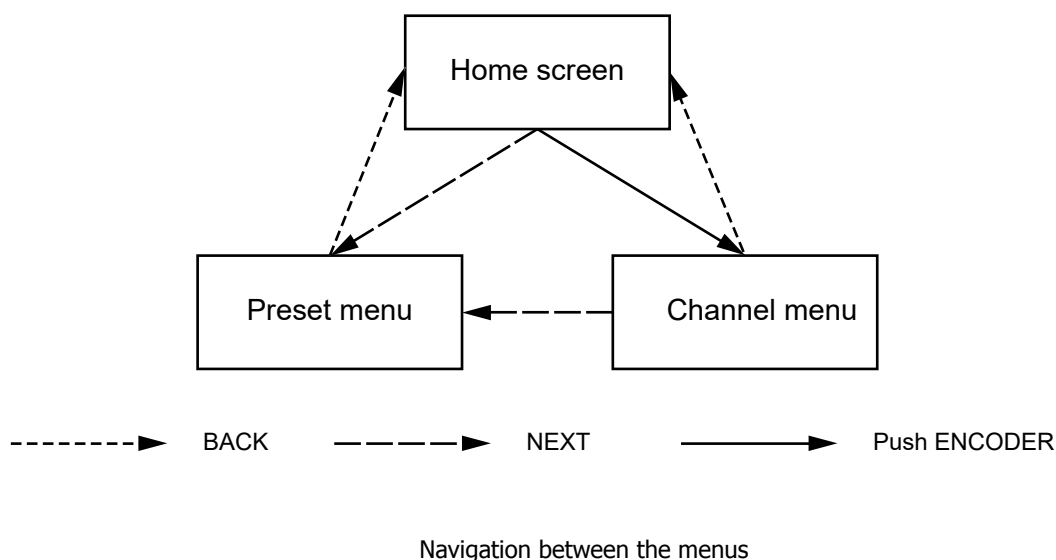 Home screen
Preset menu
Channel menu
BACK
NEXT
Push ENCODER
Navigation between the menus